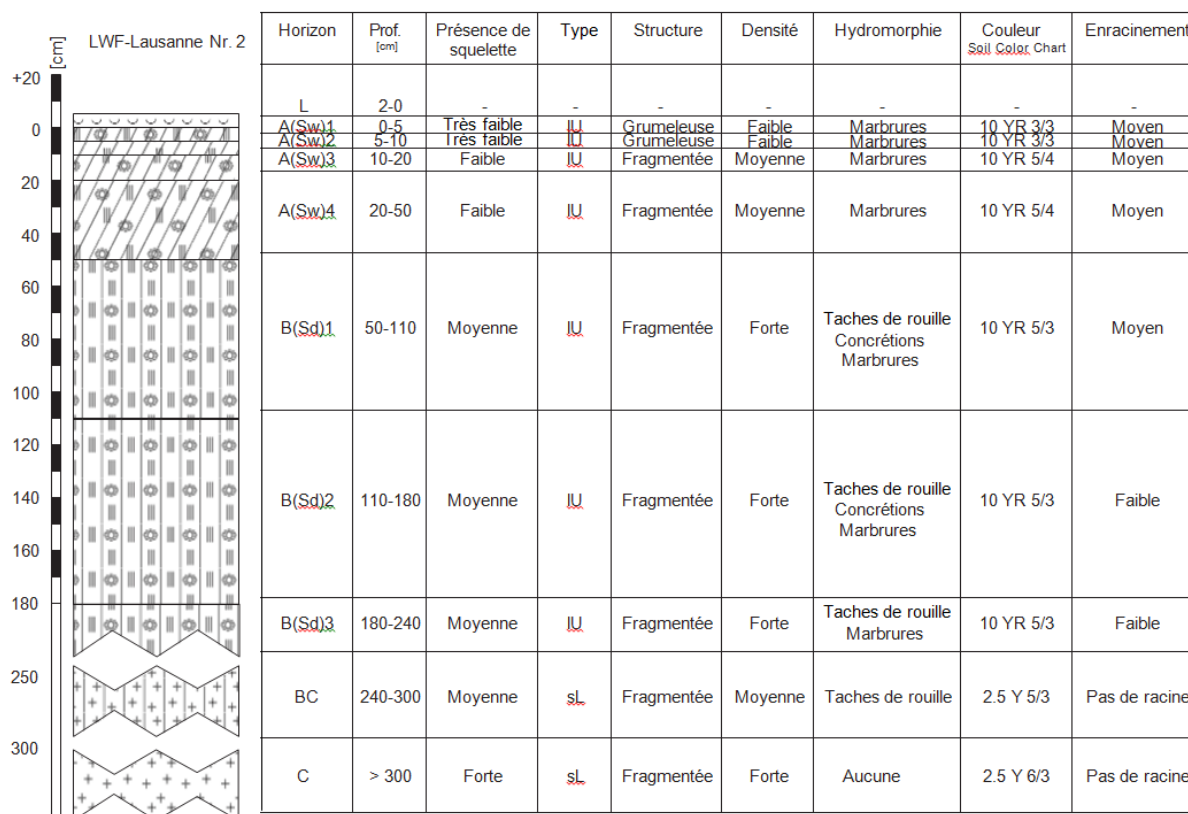 LWF-Lausanne Nr. 2
[cm]
+20
0
20
40
60
80
100
120
140
160
180
250
300
Horizon Prof. [cm] Présence de squelette Type Structure Densité Hydromorphie Couleur Soil Color Chart Enracinement
L 2-0 - - - - - - -
A(Sw)1 0-5 Très faible IU Grumeleuse Faible Marbrures 10 YR 3/3 Moyen
A(Sw)2 5-10 Très faible IU Grumeleuse Faible Marbrures 10 YR 3/3 Moyen
A(Sw)3 10-20 Faible IU Fragmentée Moyenne Marbrures 10 YR 5/4 Moyen
A(Sw)4 20-50 Faible IU Fragmentée Moyenne Marbrures 10 YR 5/4 Moyen
B(Sd)1 50-110 Moyenne IU Fragmentée Forte Taches de rouille Concrétions Marbrures 10 YR 5/3 Moyen
B(Sd)2 110-180 Moyenne IU Fragmentée Forte Taches de rouille Concrétions Marbrures 10 YR 5/3 Faible
B(Sd)3 180-240 Moyenne IU Fragmentée Forte Taches de rouille Marbrures 10 YR 5/3 Faible
BC 240-300 Moyenne sL Fragmentée Moyenne Taches de rouille 2.5 Y 5/3 Pas de racine
C > 300 Forte sL Fragmentée Forte Aucune 2.5 Y 6/3 Pas de racine